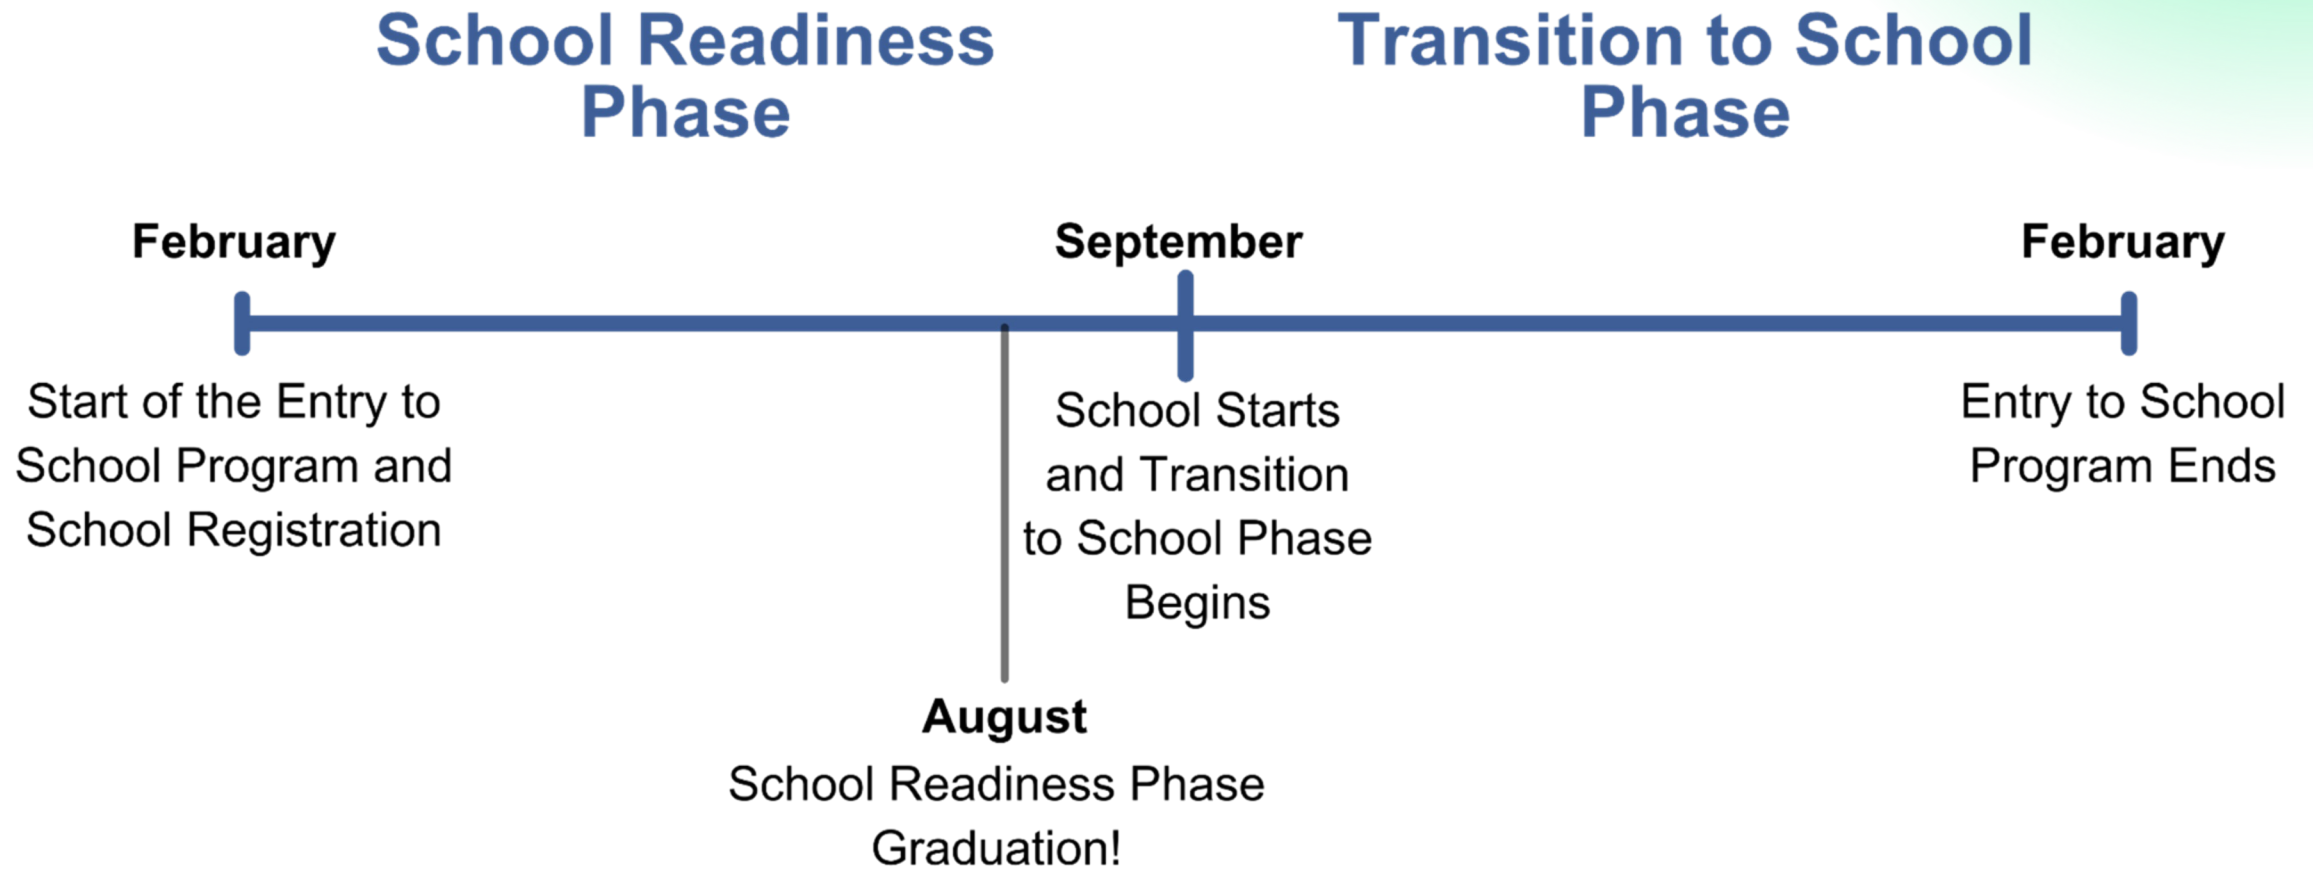 School Readiness
Phase
Transition to School
Phase
February
September
February
Start of the Entry to
School Program and
School Registration
School Starts
and Transition
to School Phase
Begins
Entry to School
Program Ends
August
School Readiness Phase
Graduation!